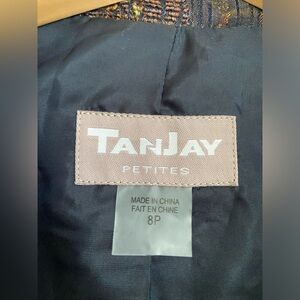 TANJAY
PETITES
MADE IN CHINA
FAIT EN CHINE
8P